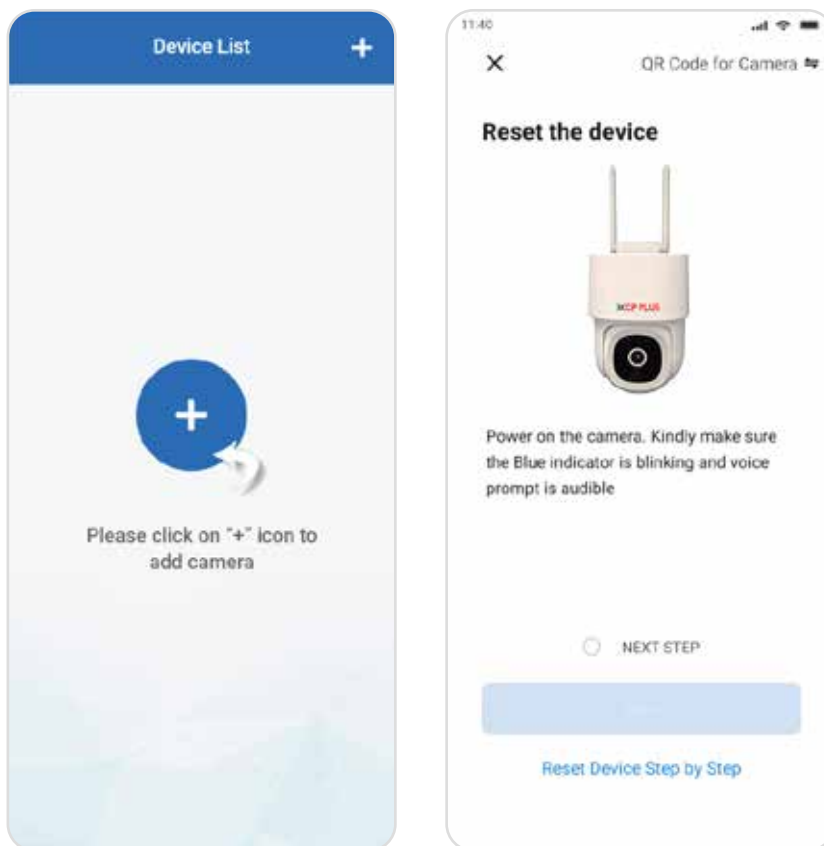 Device List +
+
Please click on "+" icon to
add camera
11:40
QR Code for Camera
Reset the device
CP PLUS
Power on the camera. Kindly make sure
the Blue indicator is blinking and voice
prompt is audible
NEXT STEP
Reset Device Step by Step